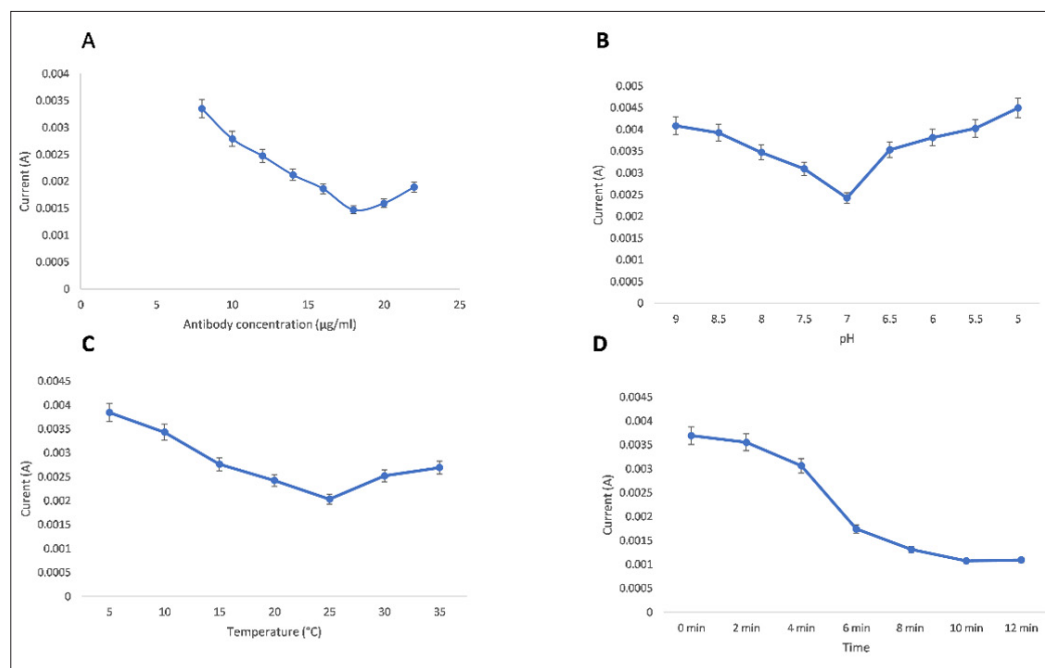 A
Current (A)
0.004
0.0035
0.003
0.0025
0.002
0.0015
0.001
0.0005
0
0 5 10 15 20 25
Antibody concentration (µg/ml)
B
Current (A)
0.005
0.0045
0.004
0.0035
0.003
0.0025
0.002
0.0015
0.001
0.0005
0
9 8.5 8 7.5 7 6.5 6 5.5 5
pH
C
Curent (A)
0.0045
0.004
0.0035
0.003
0.0025
0.002
0.0015
0.001
0.0005
0
5 10 15 20 25 30 35
Temperature (°C)
D
Current (A)
0.0045
0.004
0.0035
0.003
0.0025
0.002
0.0015
0.001
0.0005
0
0 min 2 min 4 min 6 min 8 min 10 min 12 min
Time